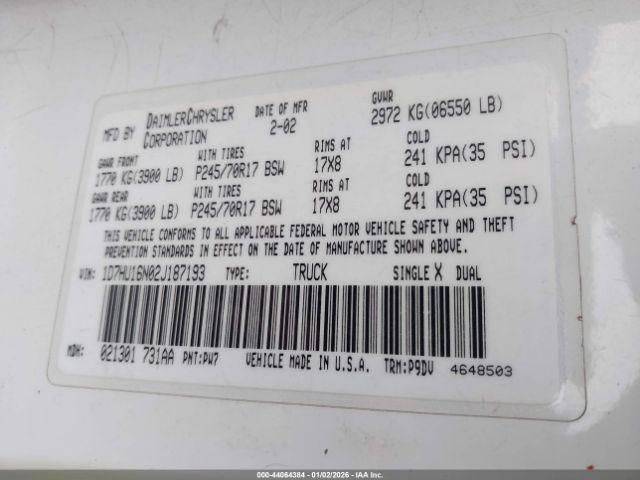 MFD BY DAIMLERCHRYSLER CORPORATION DATE OF MFR 2-02 GVWR 2972 KG(06550 LB)
GAWR FRONT WITH TIRES RIMS AT COLD
1770 KG(3900 LB) P245/70R17 BSW 17X8 241 KPA(35 PSI)
GAWR REAR WITH TIRES RIMS AT COLD
1770 KG(3900 LB) P245/70R17 BSW 17X8 241 KPA(35 PSI)
THIS VEHICLE CONFORMS TO ALL APPLICABLE FEDERAL MOTOR VEHICLE SAFETY AND THEFT
PREVENTION STANDARDS IN EFFECT ON THE DATE OF MANUFACTURE SHOWN ABOVE.
VIN: 1D7HU16N02J187193 TYPE: TRUCK SINGLE X DUAL
MDH: 021301 731AA PNT:PW7 VEHICLE MADE IN U.S.A. TRM:P9DV 4648503
000-44064384 | 01/02/2026 - IAA Inc.